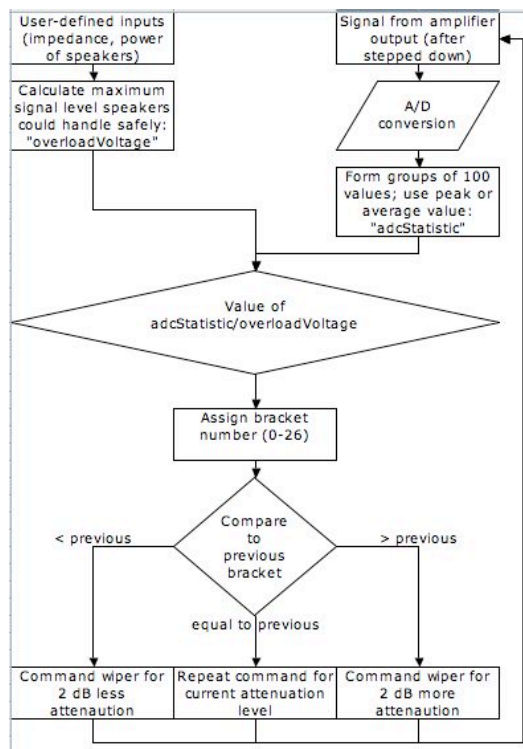 User-defined inputs
(impedance, power
of speakers)
Signal from amplifier
output (after
stepped down)
Calculate maximum
signal level speakers
could handle safely:
"overloadVoltage"
A/D
conversion
Form groups of 100
values; use peak or
average value:
"adcStatistic"
Value of
adcStatistic/overloadVoltage
Assign bracket
number (0-26)
Compare
to
previous
bracket
< previous
> previous
equal to previous
Command wiper for
2 dB less
attenaution
Repeat command for
current attenuation
level
Command wiper for
2 dB more
attenaution